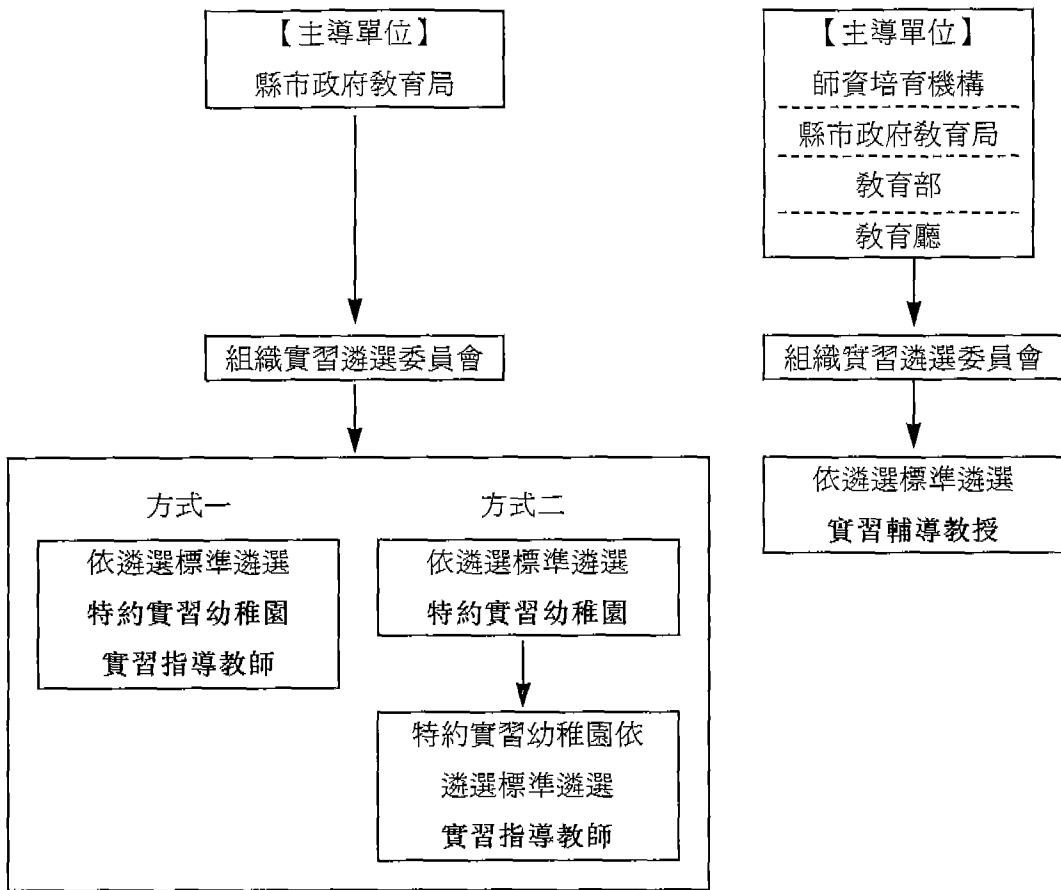 【主導單位】
縣市政府教育局
組織實習遴選委員會
方式一
依遴選標準遴選
特約實習幼稚園
實習指導教師
方式二
依遴選標準遴選
特約實習幼稚園
特約實習幼稚園依
遴選標準遴選
實習指導教師
【主導單位】
師資培育機構
縣市政府教育局
教育部
教育廳
組織實習遴選委員會
依遴選標準遴選
實習輔導教授